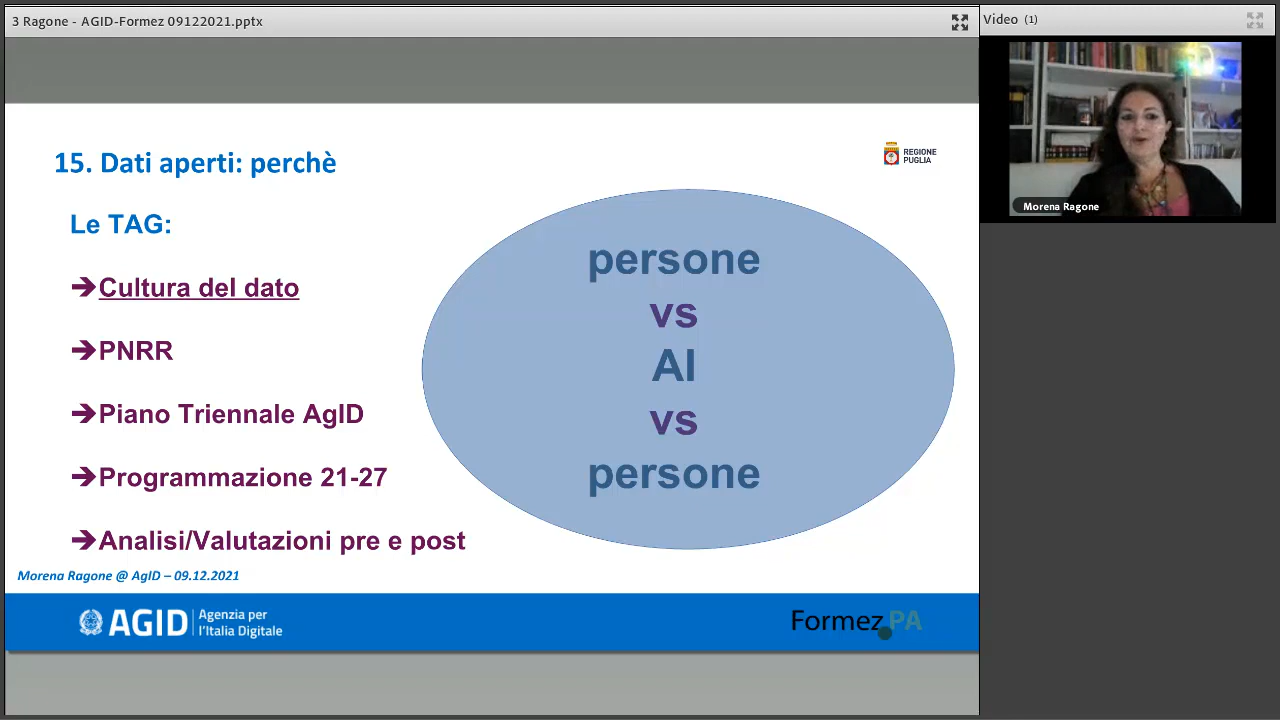 3 Ragone - AGID-Formez 09122021.pptx
Video (1)
15. Dati aperti: perchè
REGIONE
PUGLIA
Morena Ragone
Le TAG:
➔Cultura del dato
➔PNRR
➔Piano Triennale AgID
➔Programmazione 21-27
➔Analisi/Valutazioni pre e post
persone
vs
AI
vs
persone
Morena Ragone @ AgID – 09.12.2021
AGID
Agenzia per
l'Italia Digitale
FormezPA